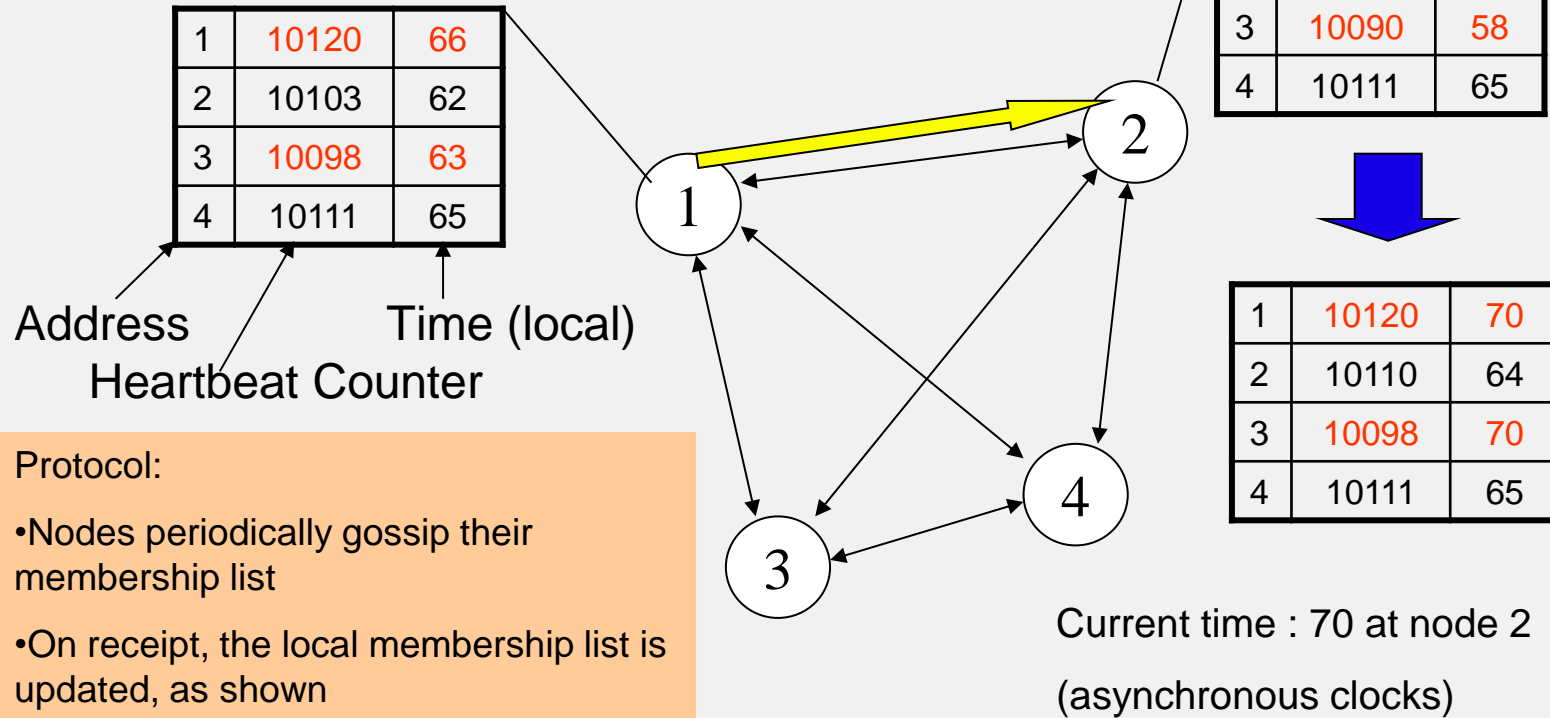 1 10120 66
2 10103 62
3 10098 63
4 10111 65
Address
Time (local)
Heartbeat Counter
3 10090 58
4 10111 65
1
2
3
4
1 10120 70
2 10110 64
3 10098 70
4 10111 65
Protocol:
•Nodes periodically gossip their
membership list
•On receipt, the local membership list is
updated, as shown
Current time : 70 at node 2
(asynchronous clocks)